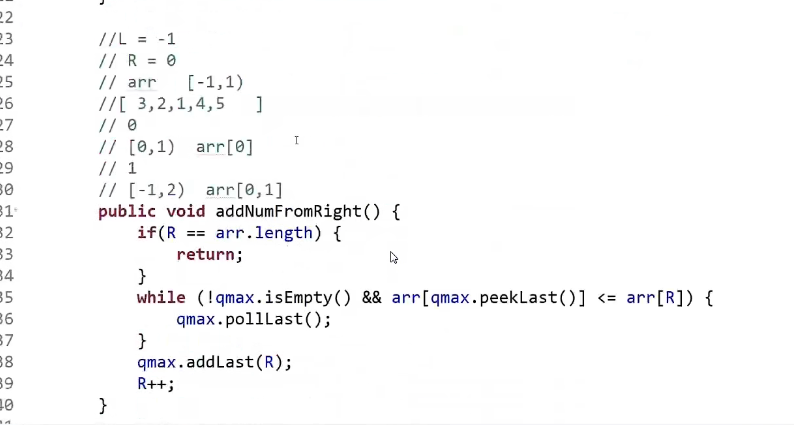 22
23 //L = -1
24 // R = 0
25 // arr [-1,1)
26 //[ 3,2,1,4,5 ]
27 // 0
28 // [0,1) arr[0]
29 // 1
30 // [-1,2) arr[0,1]
31 public void addNumFromRight() {
32 if(R == arr.length) {
33 return;
34 }
35 while (!qmax.isEmpty() && arr[qmax.peekLast()] <= arr[R]) {
36 qmax.pollLast();
37 }
38 qmax.addLast(R);
39 R++;
40 }